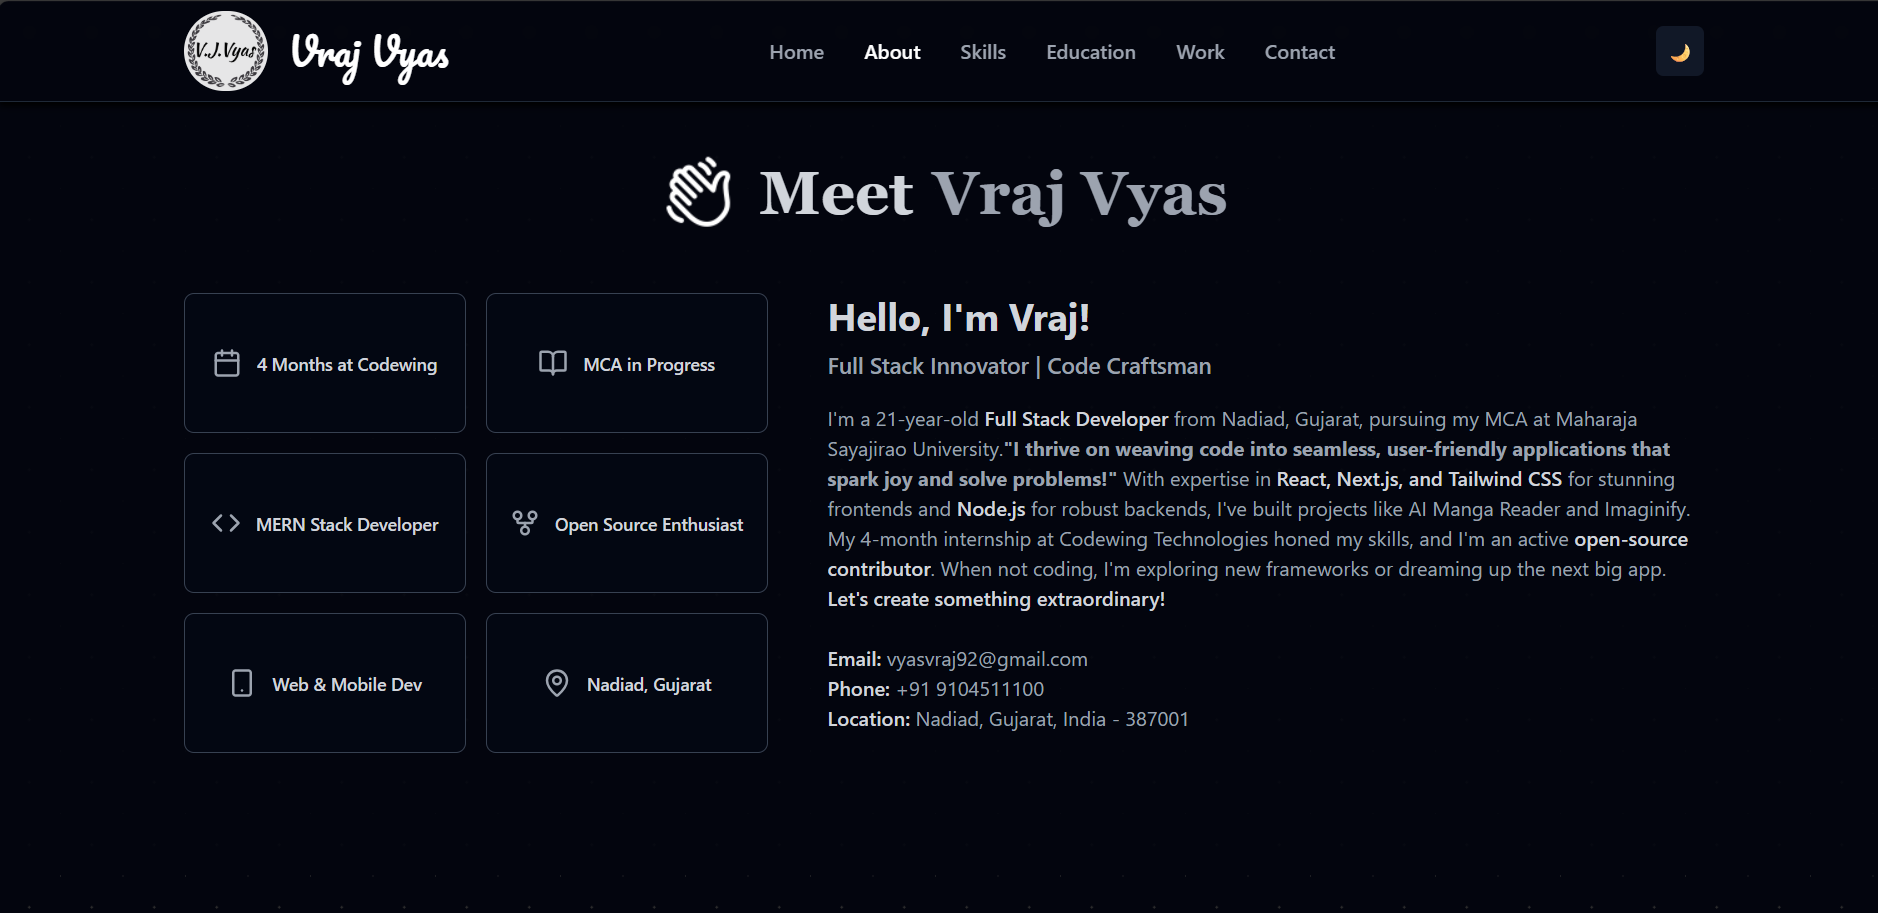 V.J.Vyas
Vraj Vyas
Home About Skills Education Work Contact
Meet Vraj Vyas
4 Months at Codewing
MCA in Progress
MERN Stack Developer
Open Source Enthusiast
Web & Mobile Dev
Nadiad, Gujarat
Hello, I'm Vraj!
Full Stack Innovator | Code Craftsman
I'm a 21-year-old Full Stack Developer from Nadiad, Gujarat, pursuing my MCA at Maharaja
Sayajirao University."I thrive on weaving code into seamless, user-friendly applications that
spark joy and solve problems!" With expertise in React, Next.js, and Tailwind CSS for stunning
frontends and Node.js for robust backends, I've built projects like AI Manga Reader and Imaginify.
My 4-month internship at Codewing Technologies honed my skills, and I'm an active open-source
contributor. When not coding, I'm exploring new frameworks or dreaming up the next big app.
Let's create something extraordinary!
Email: vyasvraj92@gmail.com
Phone: +91 9104511100
Location: Nadiad, Gujarat, India - 387001